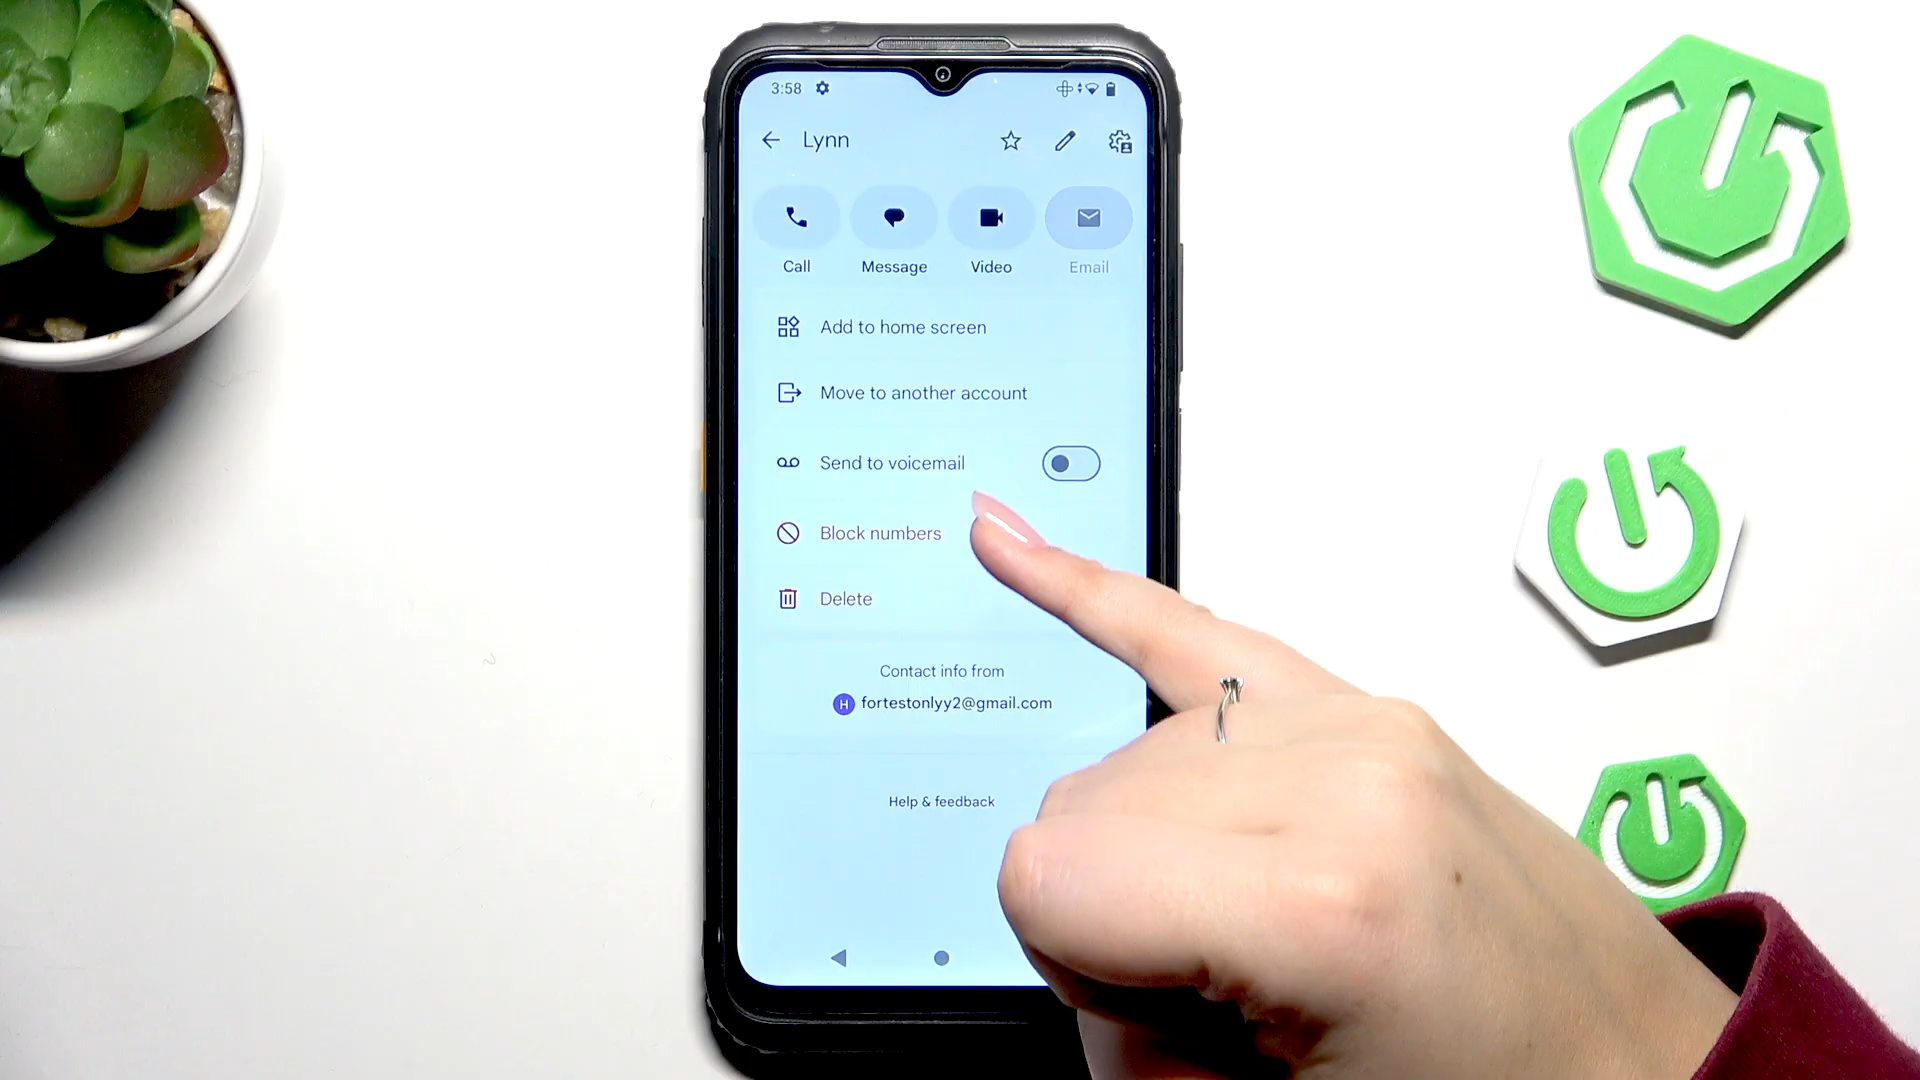 3:58
Lynn
Call Message Video Email
Add to home screen
Move to another account
Send to voicemail
Block numbers
Delete
Contact info from
H fortestonlyy2@gmail.com
Help & feedback